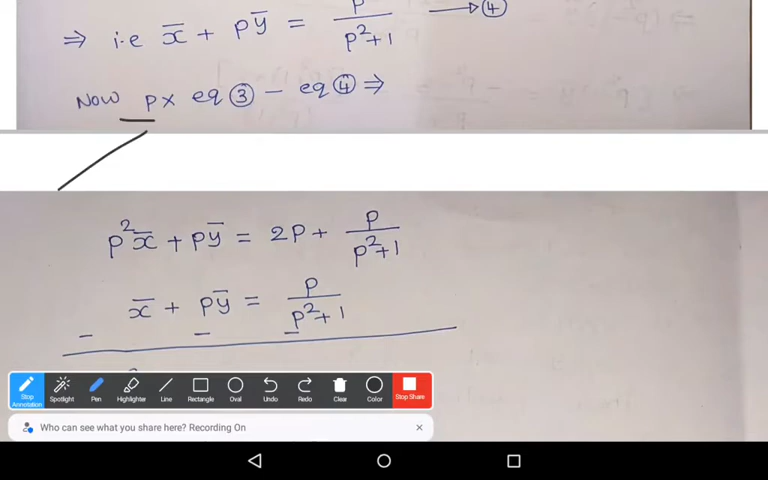 ⇒ i.e x̄ + pȳ = p/(p²+1) → ④
Now p× eq ③ − eq ④ ⇒
p²x̄ + pȳ = 2p + p/(p²+1)
x̄ + pȳ = p/(p²+1)
− − −
Stop Annotation Spotlight Pen Highlighter Line Rectangle Oval Undo Redo Clear Color Stop Share
Who can see what you share here? Recording On